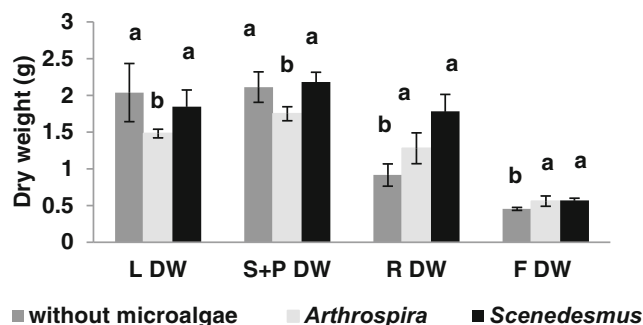 Dry weight (g)
3
2.5
2
1.5
1
0.5
0
a b a
a b a
b a a
b a a
L DW S+P DW R DW F DW
without microalgae Arthrospira Scenedesmus